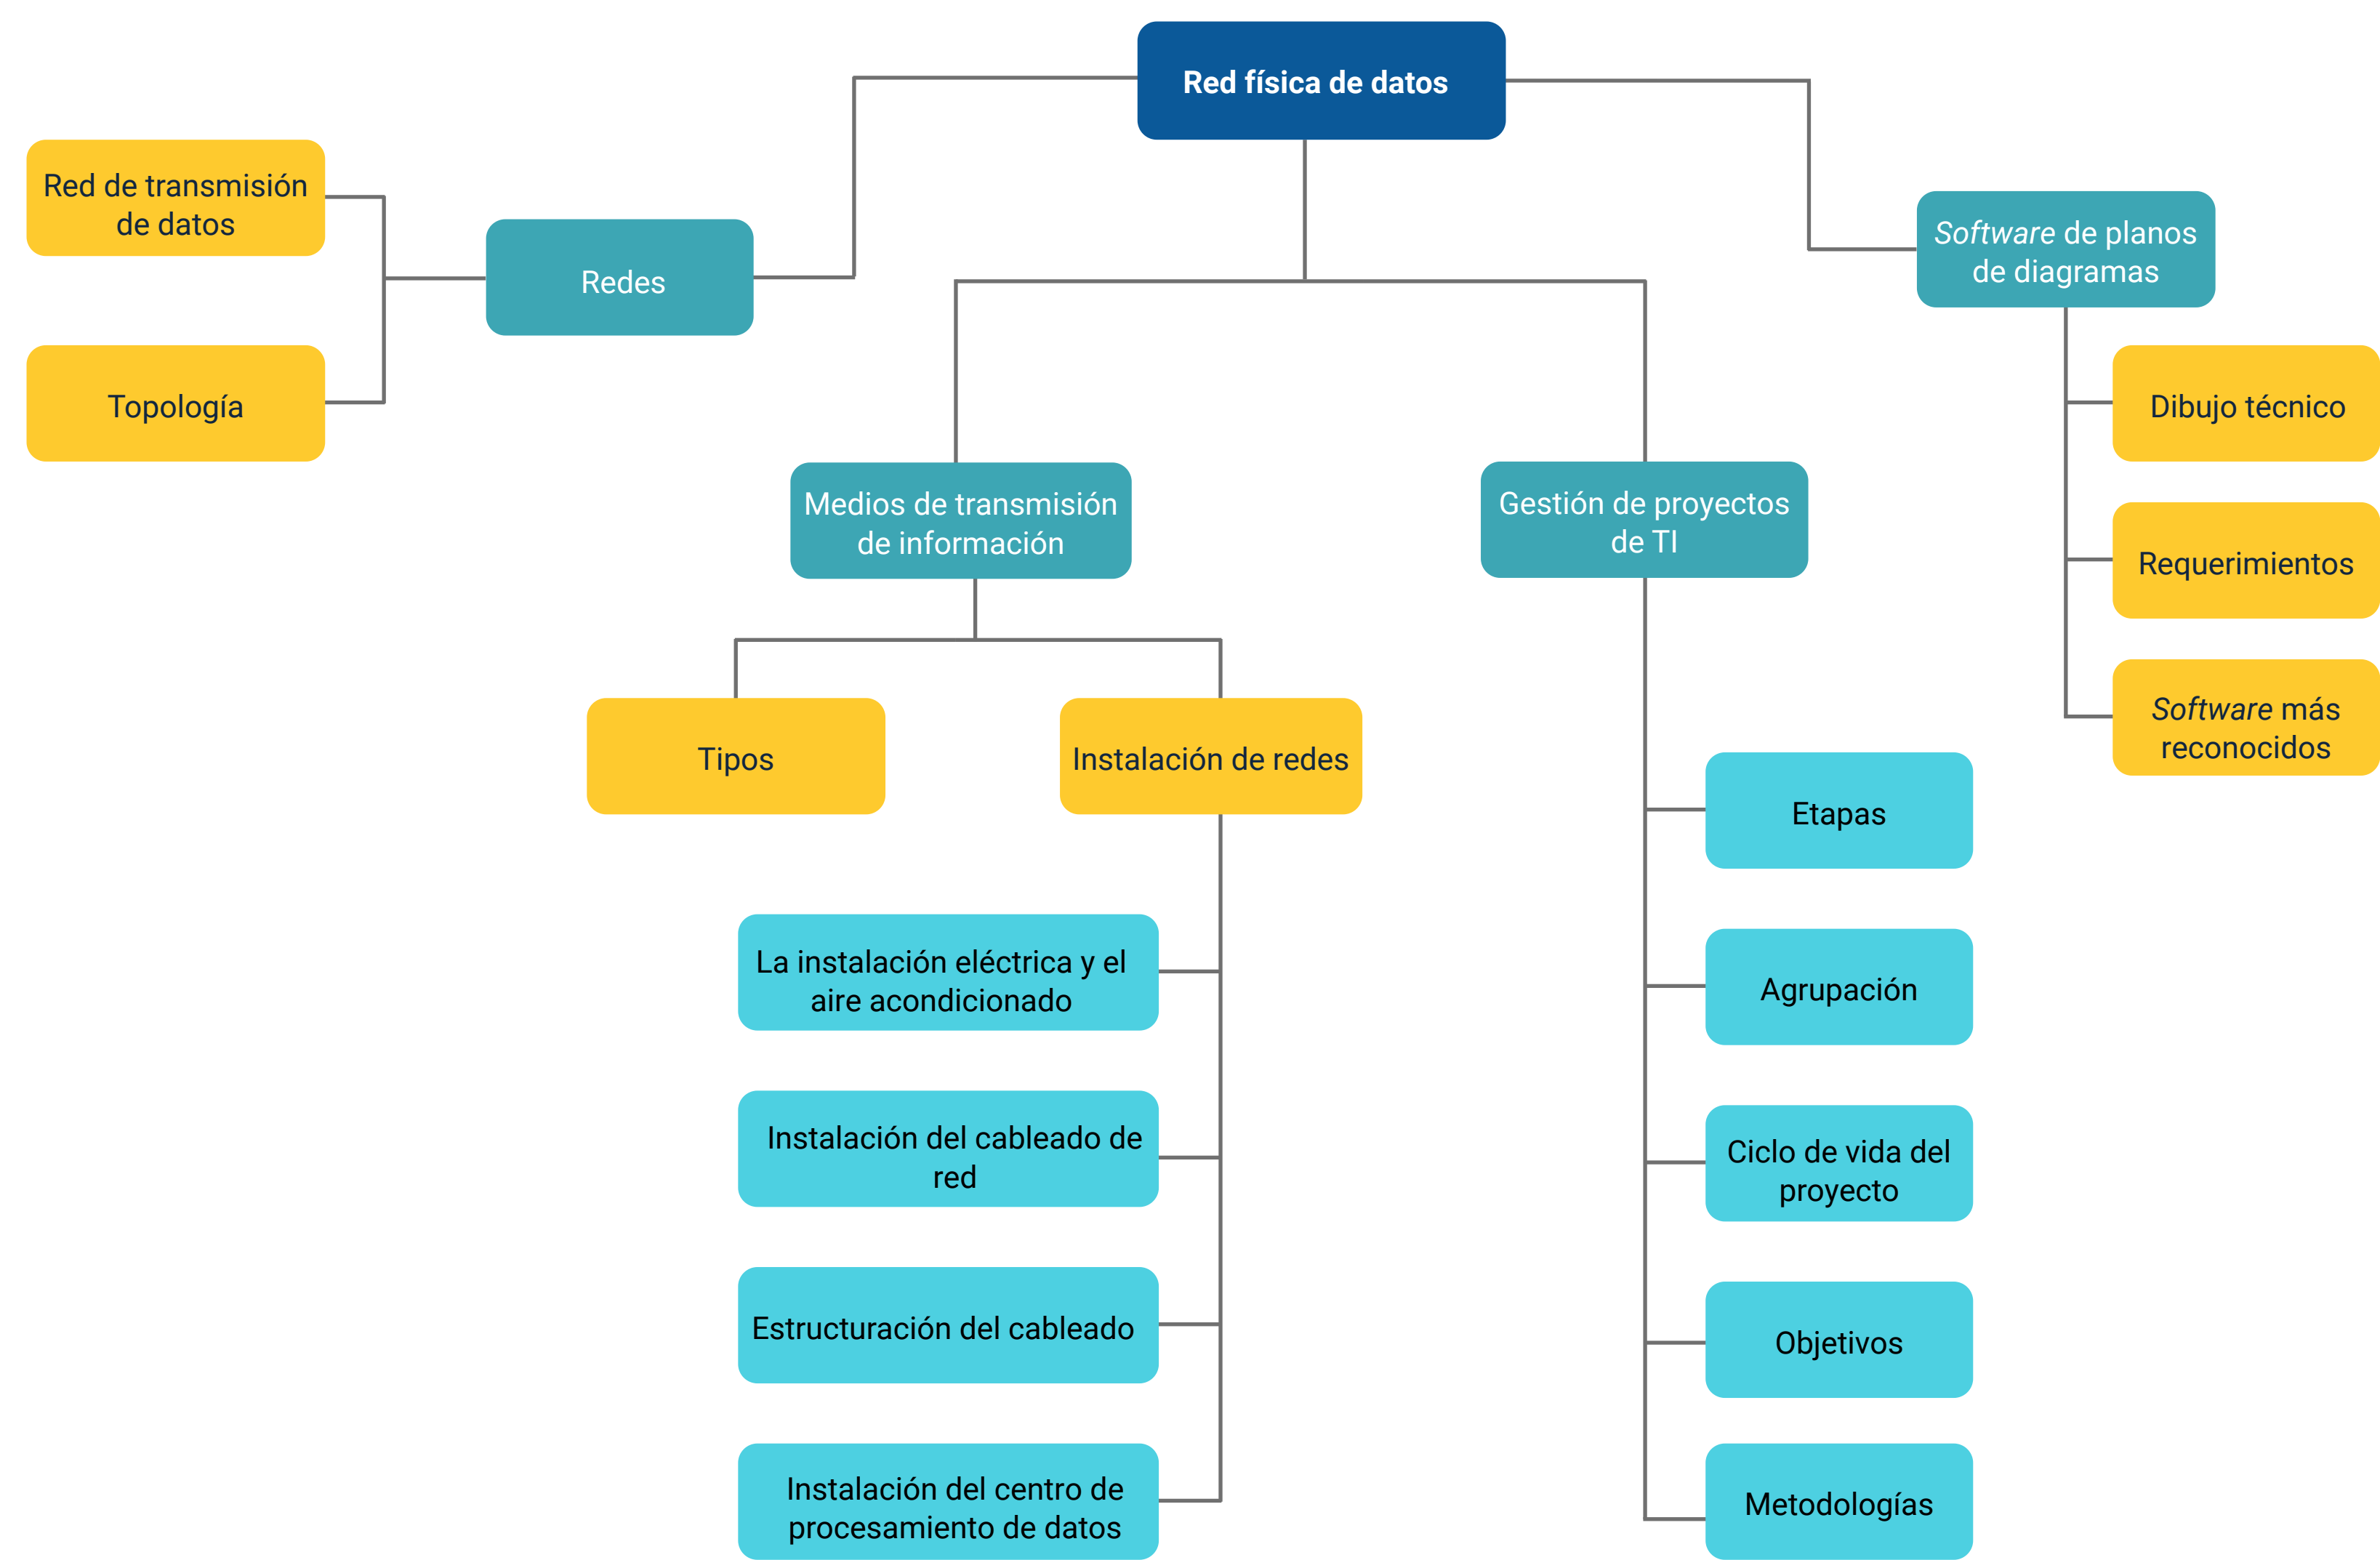 Red física de datos
Red de transmisión
de datos
Topología
Redes
Software de planos
de diagramas
Dibujo técnico
Requerimientos
Software más
reconocidos
Medios de transmisión
de información
Gestión de proyectos
de TI
Tipos
Instalación de redes
La instalación eléctrica y el
aire acondicionado
Instalación del cableado de
red
Estructuración del cableado
Instalación del centro de
procesamiento de datos
Etapas
Agrupación
Ciclo de vida del
proyecto
Objetivos
Metodologías